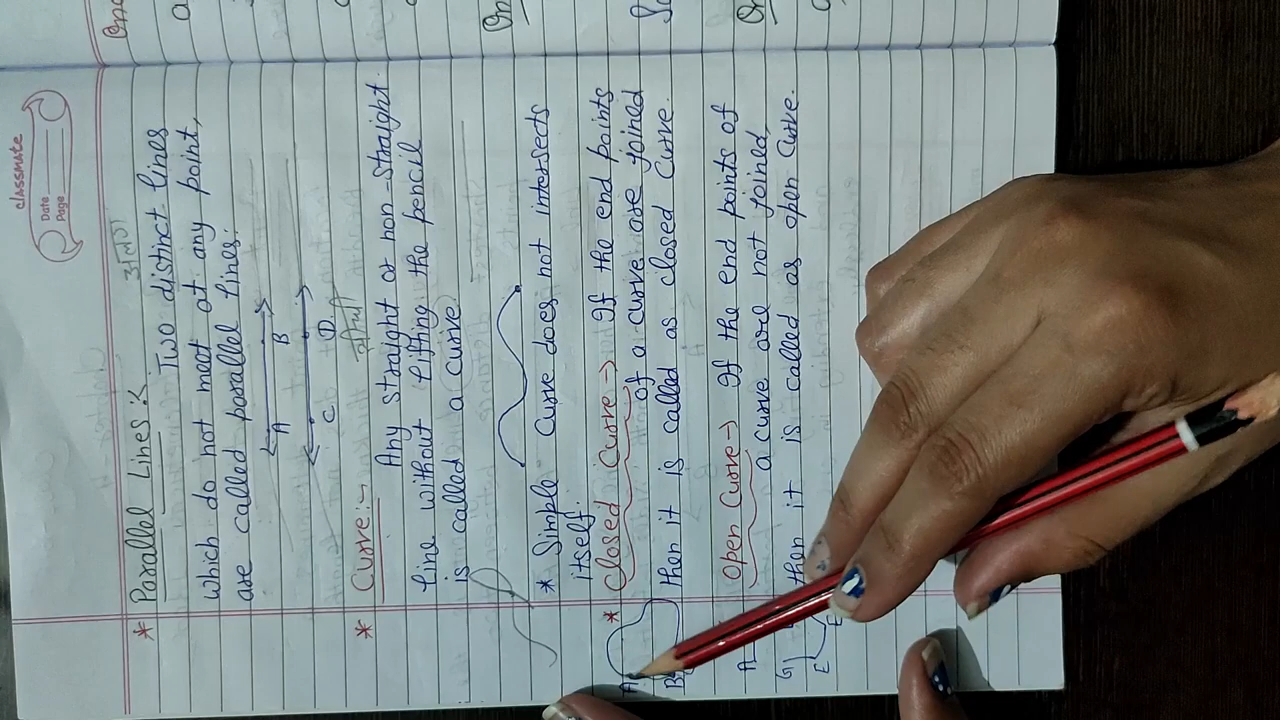 classmate
Date
Page
अलग
* Parallel Lines :-
Two distinct lines
which do not meet at any point,
are called parallel lines.
A B
C D
* Curve :-
Any straight or non-straight
line without lifting the pencil
is called a curve
* Simple curve does not intersects
itself.
* Closed Curve → If the end points
of a curve are joined
then it is called as closed curve.
A
B
Open Curve → If the end points of
a curve are not joined,
then it is called as open curve.
A
G
E
E